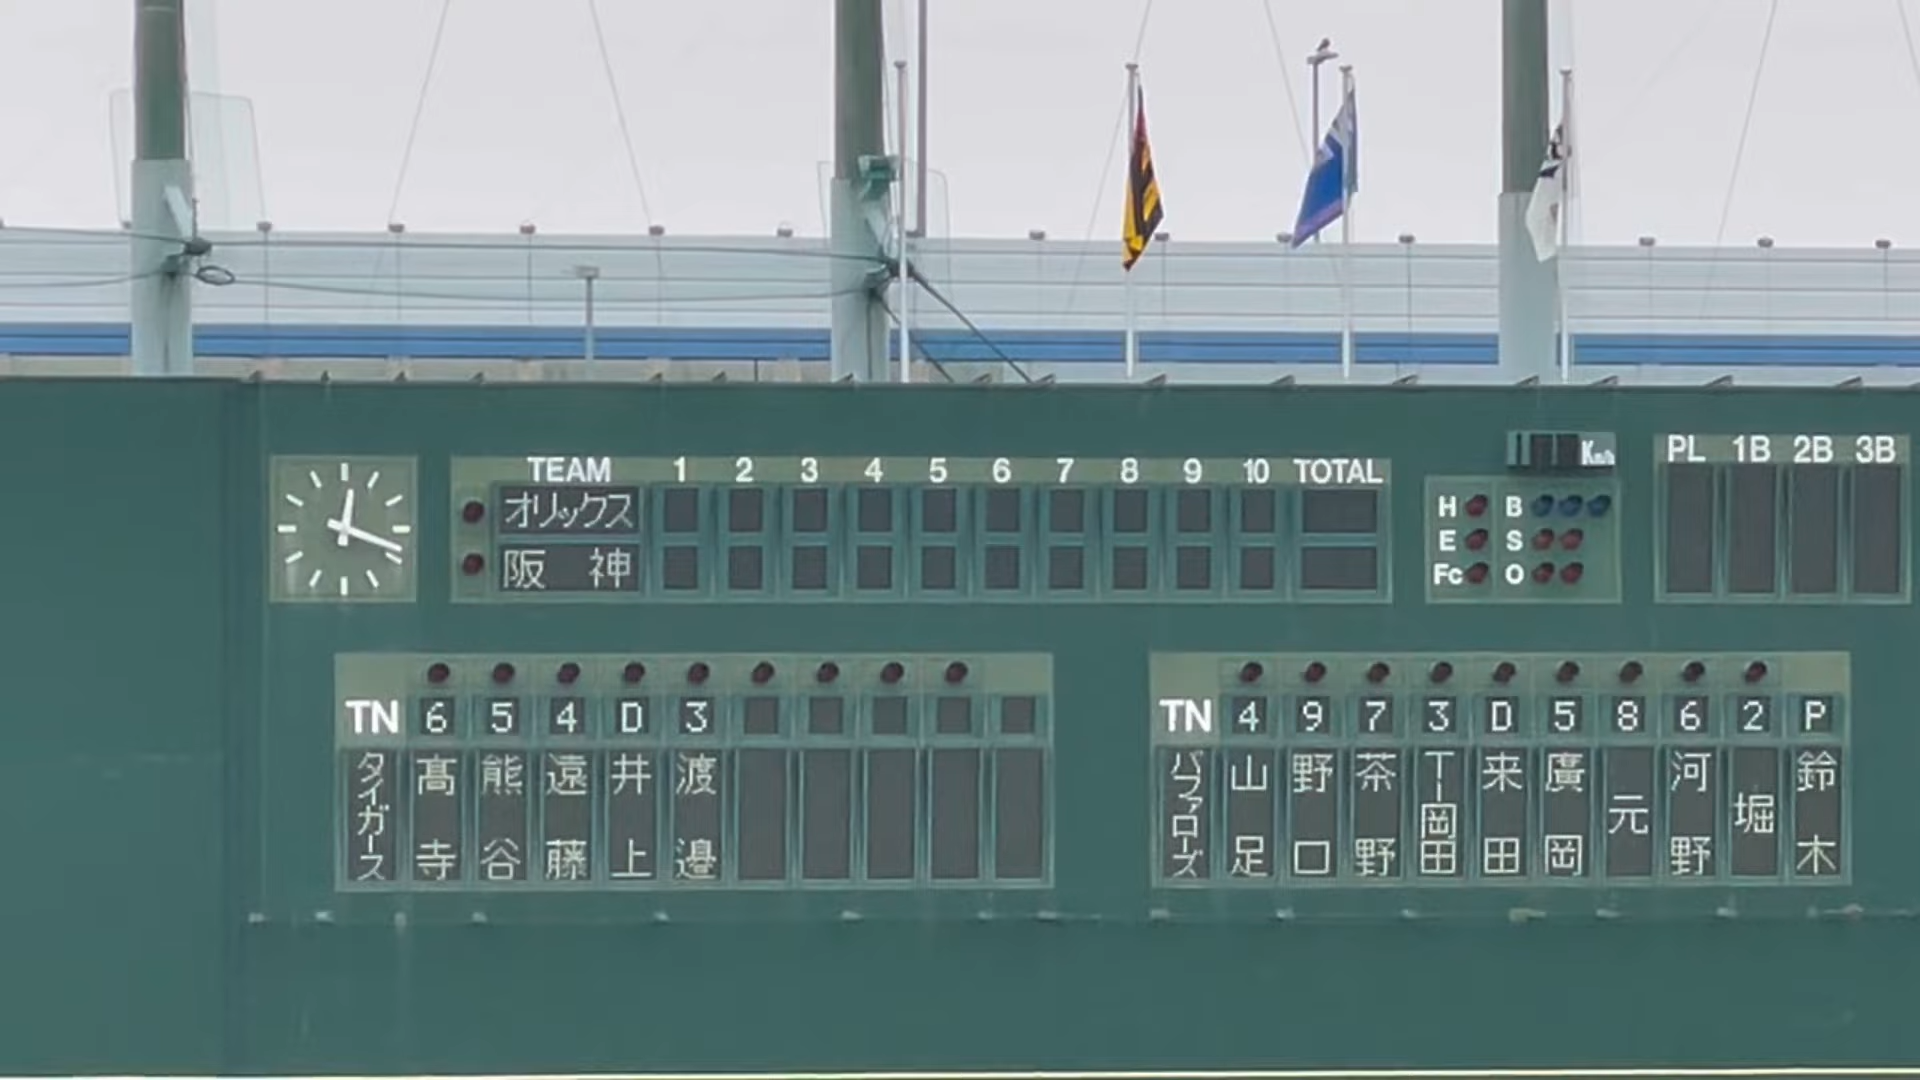 TEAM 1 2 3 4 5 6 7 8 9 10 TOTAL
オリックス
阪神
Km/h
H B
E S
Fc O
PL 1B 2B 3B
TN 6 5 4 D 3
タイガース 髙寺 熊谷 遠藤 井上 渡邉
TN 4 9 7 3 D 5 8 6 2 P
バファローズ 山足 野口 茶野 T-岡田 来田 廣岡 元 河野 堀 鈴木